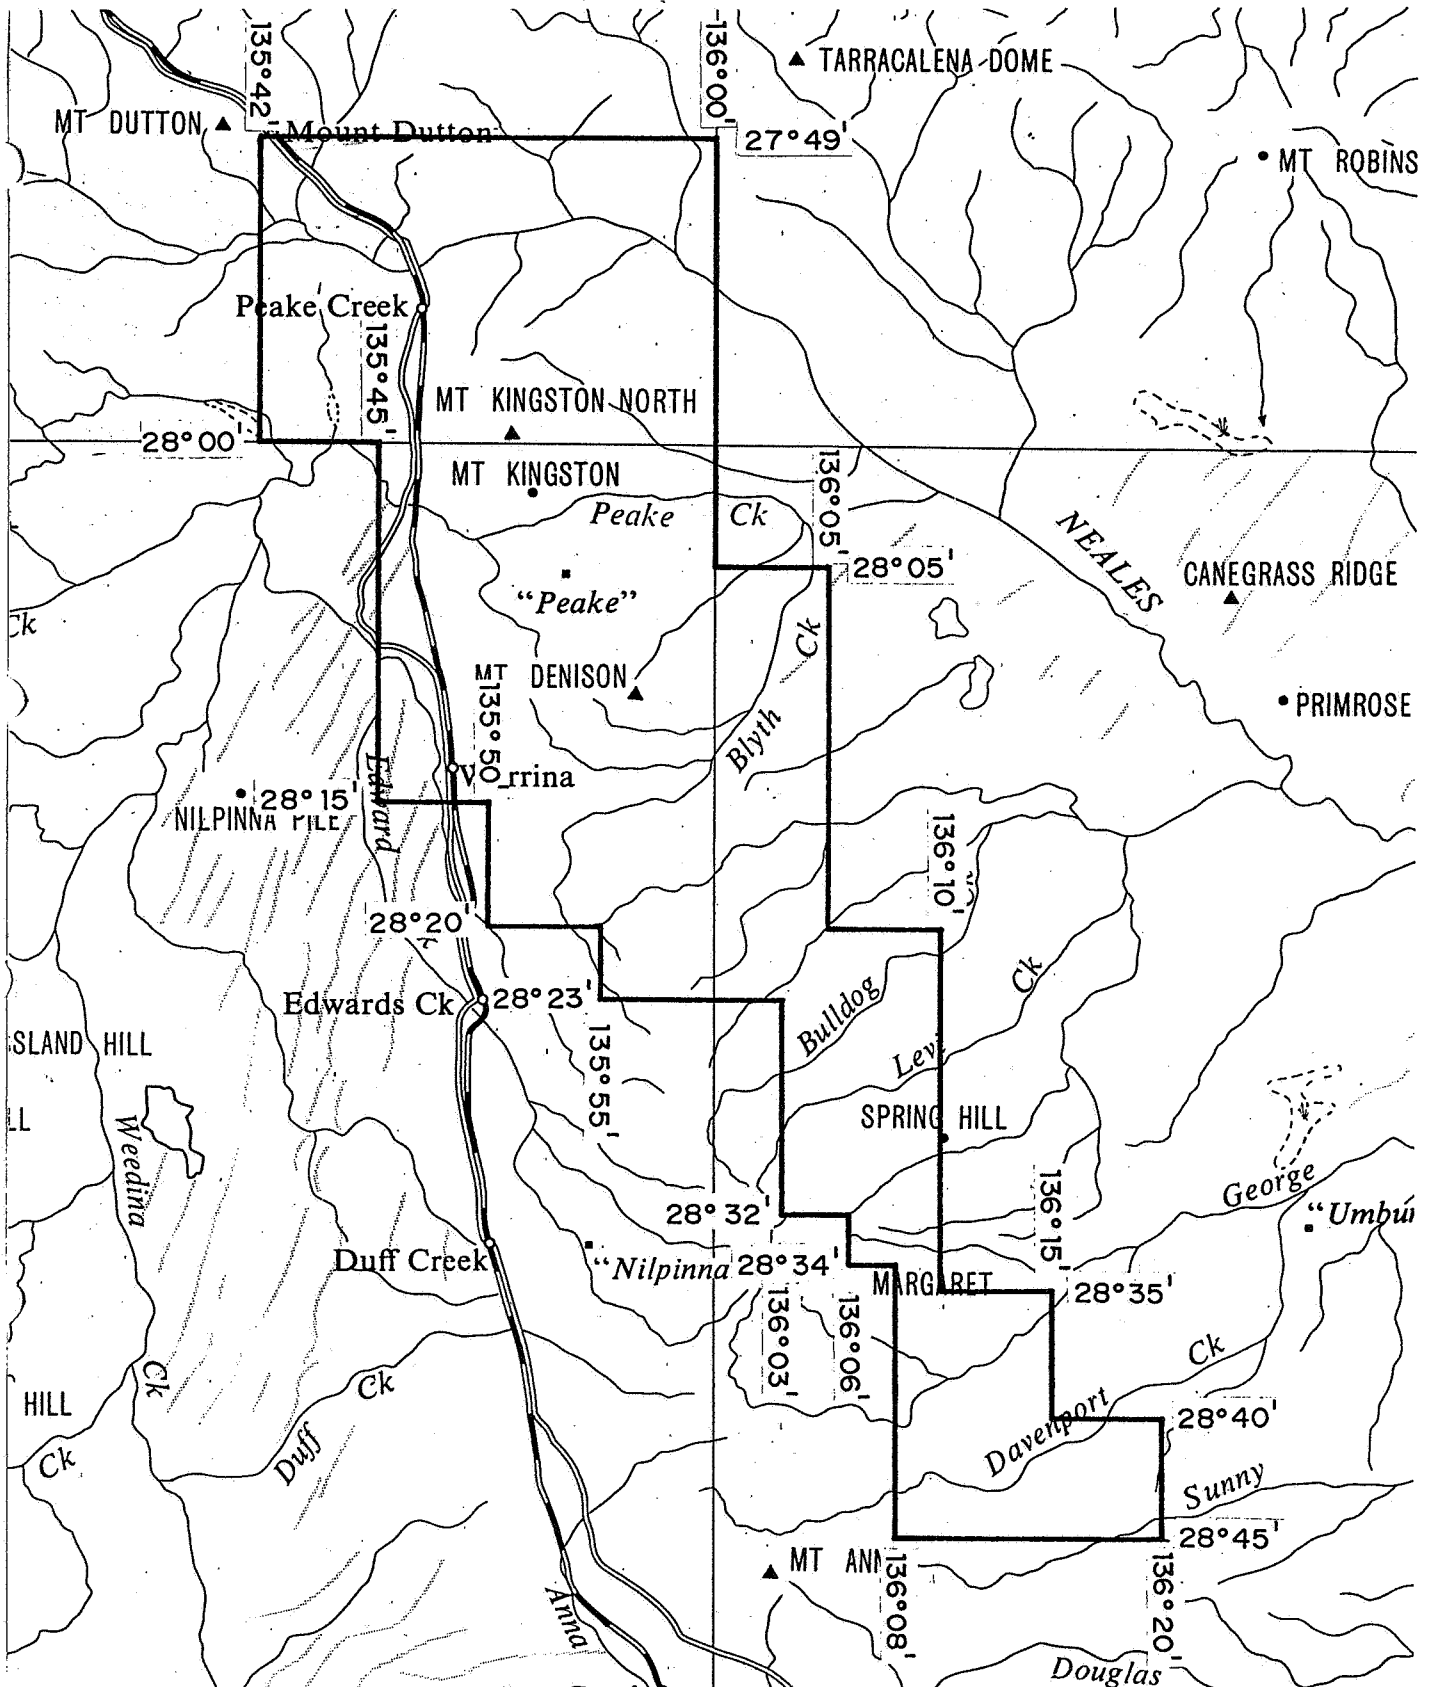 135°42'
136°00'
TARRACALENA DOME
MT DUTTON
Mount Dutton
27°49'
MT ROBINS
Peake Creek
135°45'
MT KINGSTON NORTH
28°00'
MT KINGSTON
136°05'
Peake Ck
NEALES
28°05'
CANEGRASS RIDGE
"Peake"
Ck
Ck
MT DENISON
135°50'
PRIMROSE
Blyth
Edward
rrina
28°15'
NILPINNA PILE
136°10'
28°20'
Ck
Edwards Ck
28°23'
Bulldog
Levi
SLAND HILL
135°55'
LL
SPRING HILL
Weedina
136°15'
George
28°32'
"Umbu
Duff Creek
"Nilpinna
28°34'
MARGARET
28°35'
136°03'
136°06'
Ck
Ck
Ck
HILL
Davenport
28°40'
Duff
Ck
Sunny
28°45'
MT ANN
136°08'
136°20'
Anna
Douglas